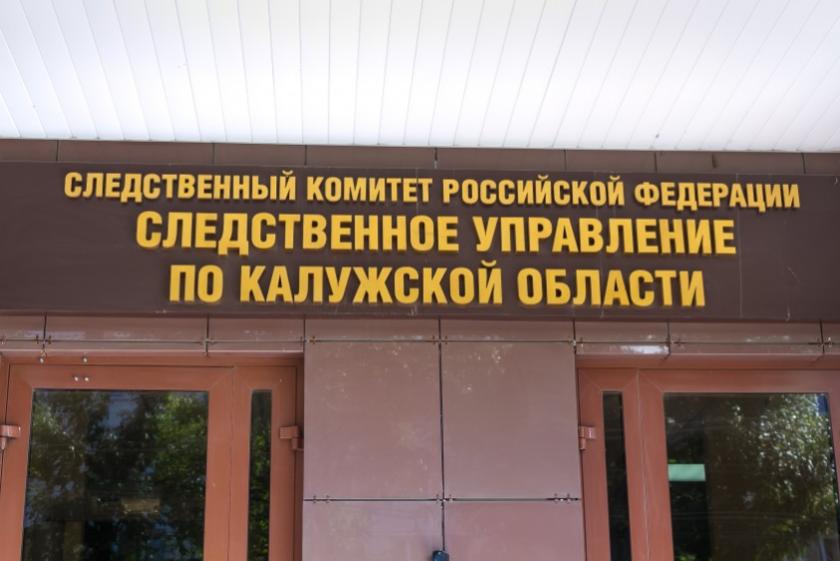 СЛЕДСТВЕННЫЙ КОМИТЕТ РОССИЙСКОЙ ФЕДЕРАЦИИ
СЛЕДСТВЕННОЕ УПРАВЛЕНИЕ
ПО КАЛУЖСКОЙ ОБЛАСТИ